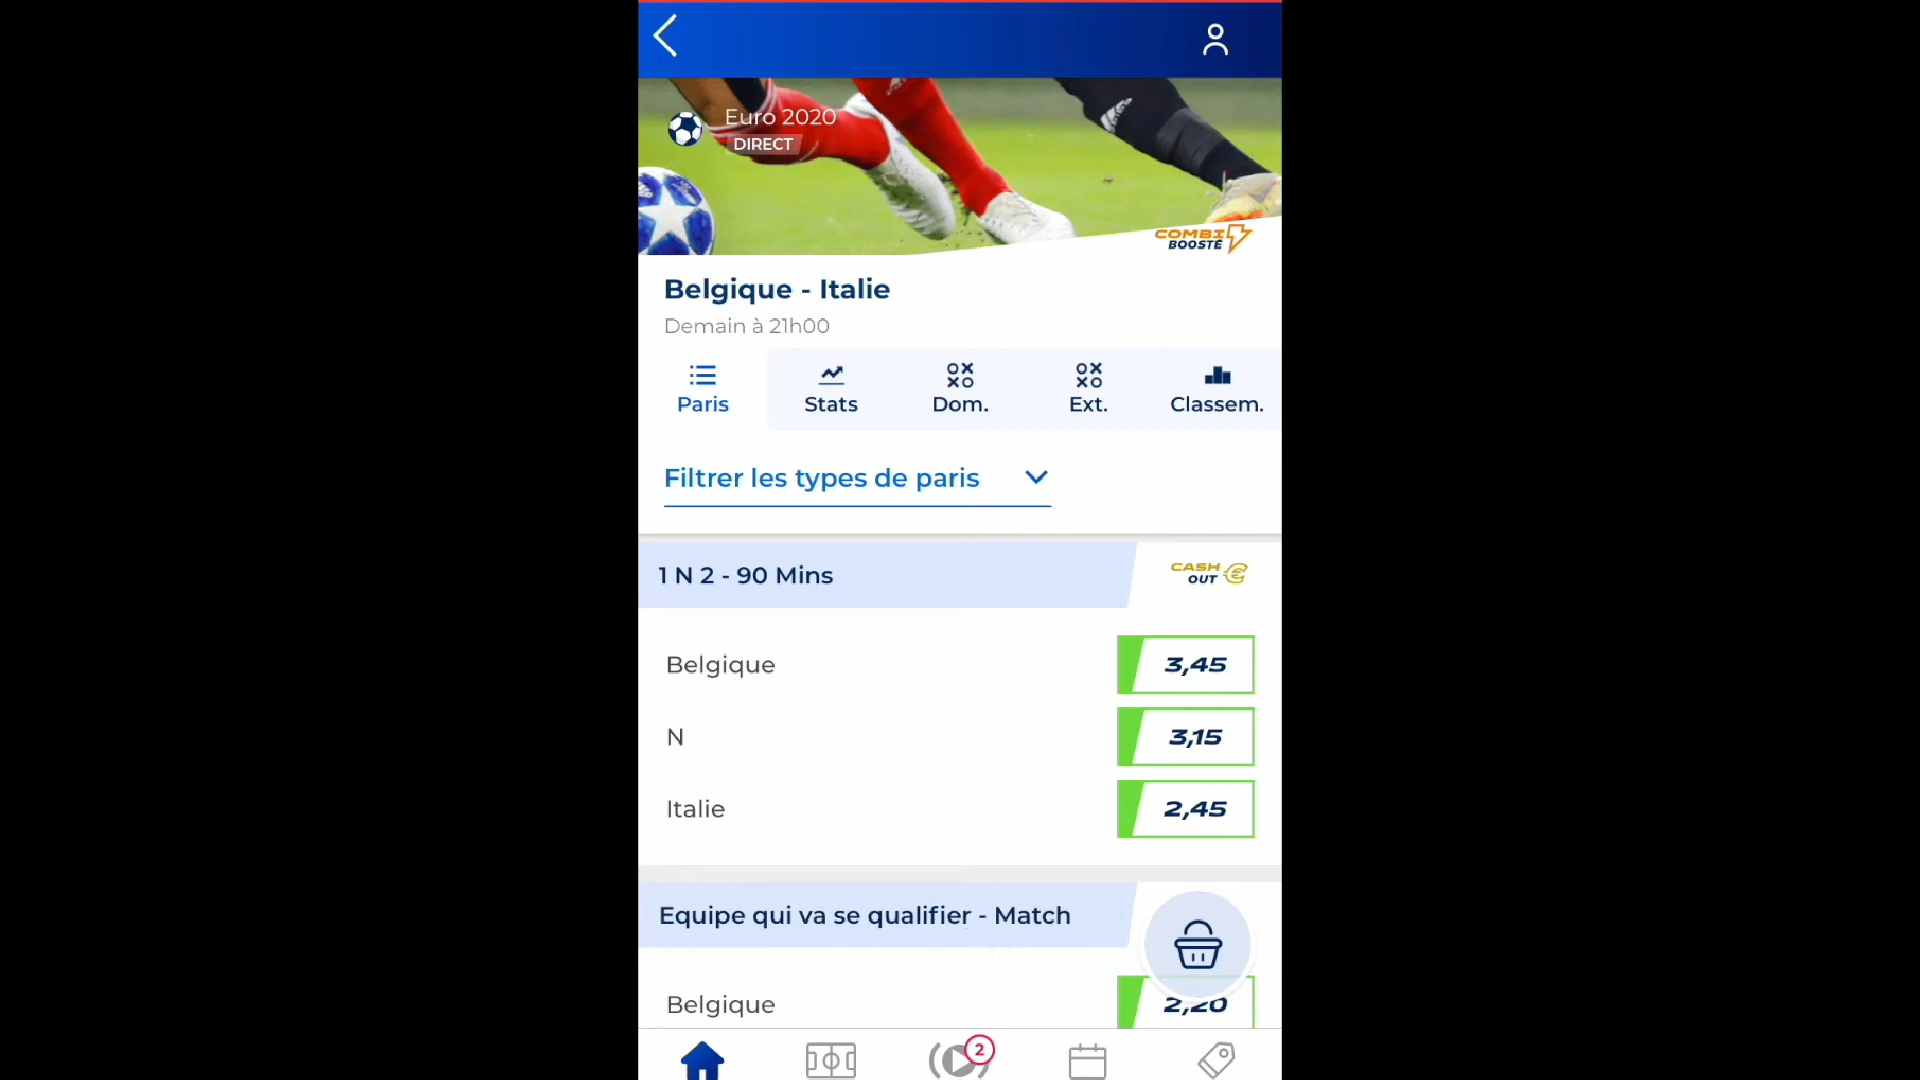 Euro 2020
DIRECT
COMBI
BOOSTÉ
Belgique - Italie
Demain à 21h00
Paris
Stats
Dom.
Ext.
Classem.
Filtrer les types de paris
1 N 2 - 90 Mins
CASH
OUT €
Belgique
3,45
N
3,15
Italie
2,45
Equipe qui va se qualifier - Match
Belgique
2,20
2